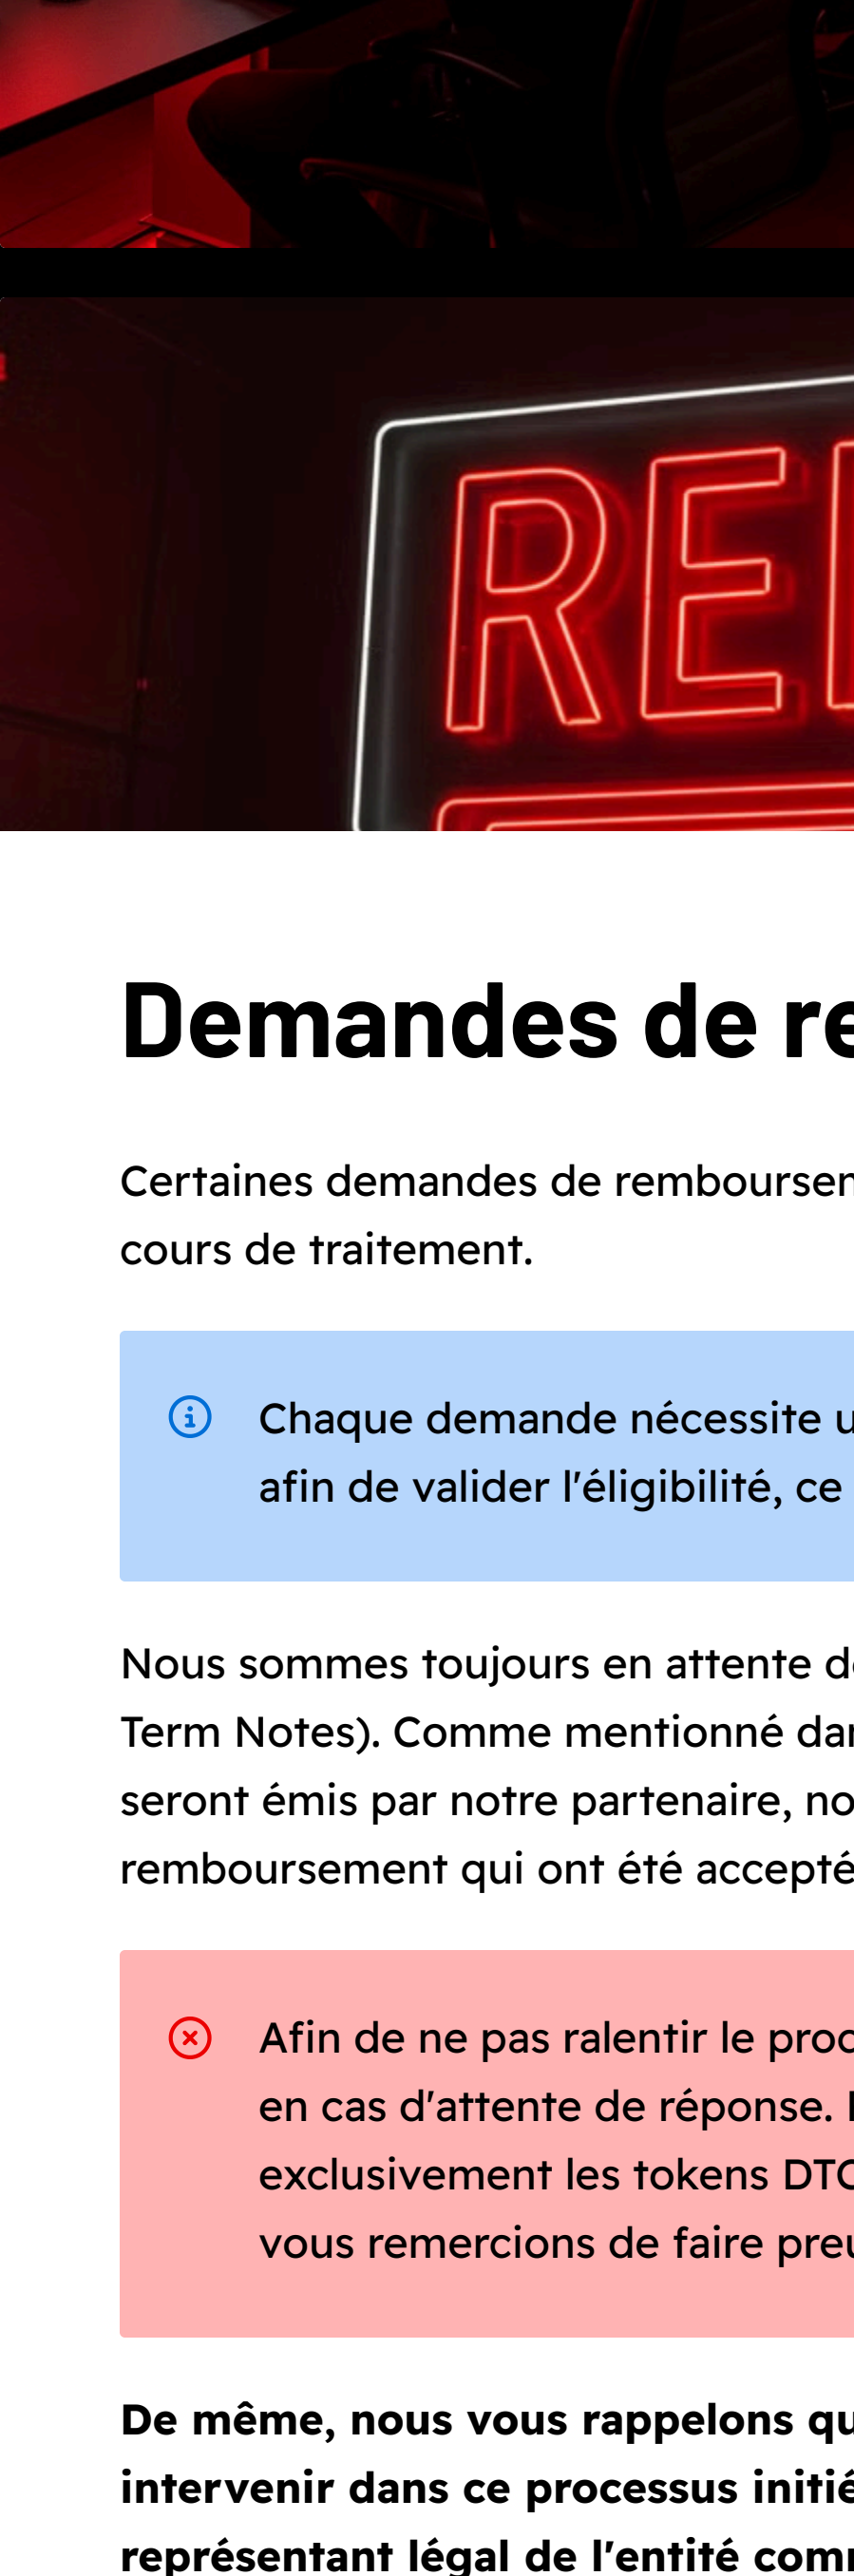 RE
Demandes de re
Certaines demandes de rembourse
cours de traitement.
Chaque demande nécessite u
afin de valider l'éligibilité, ce
Nous sommes toujours en attente d
Term Notes). Comme mentionné dan
seront émis par notre partenaire, no
remboursement qui ont été accepté
Afin de ne pas ralentir le proc
en cas d'attente de réponse.
exclusivement les tokens DTC
vous remercions de faire preu
De même, nous vous rappelons qu
intervenir dans ce processus initié
représentant légal de l'entité com